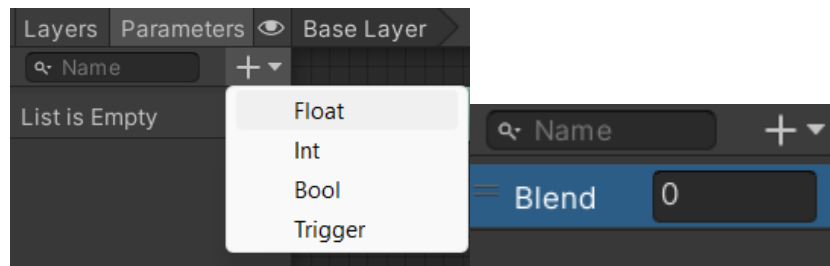 Layers Parameters Base Layer
Name
List is Empty
Float
Int
Bool
Trigger
Name
Blend 0